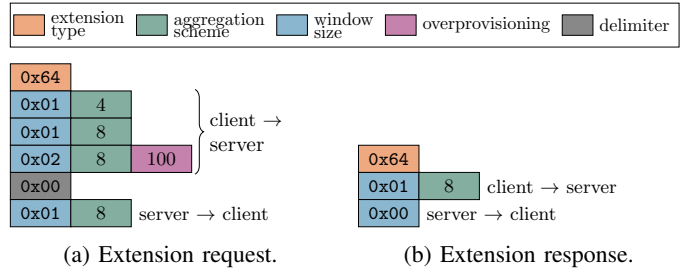 extension type
aggregation scheme
window size
overprovisioning
delimiter
0x64
0x01 4
0x01 8
0x02 8 100
client → server
0x00
0x01 8 server → client
(a) Extension request.
0x64
0x01 8 client → server
0x00 server → client
(b) Extension response.